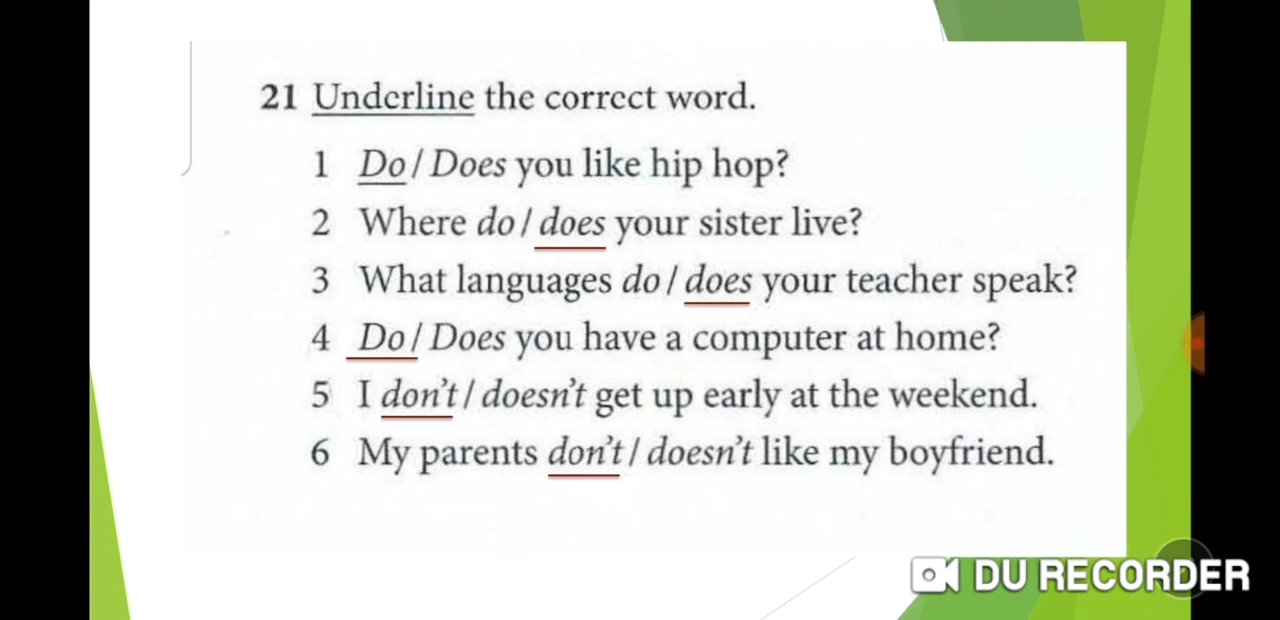 21 Underline the correct word.
1 Do / Does you like hip hop?
2 Where do / does your sister live?
3 What languages do / does your teacher speak?
4 Do / Does you have a computer at home?
5 I don't / doesn't get up early at the weekend.
6 My parents don't / doesn't like my boyfriend.
DU RECORDER